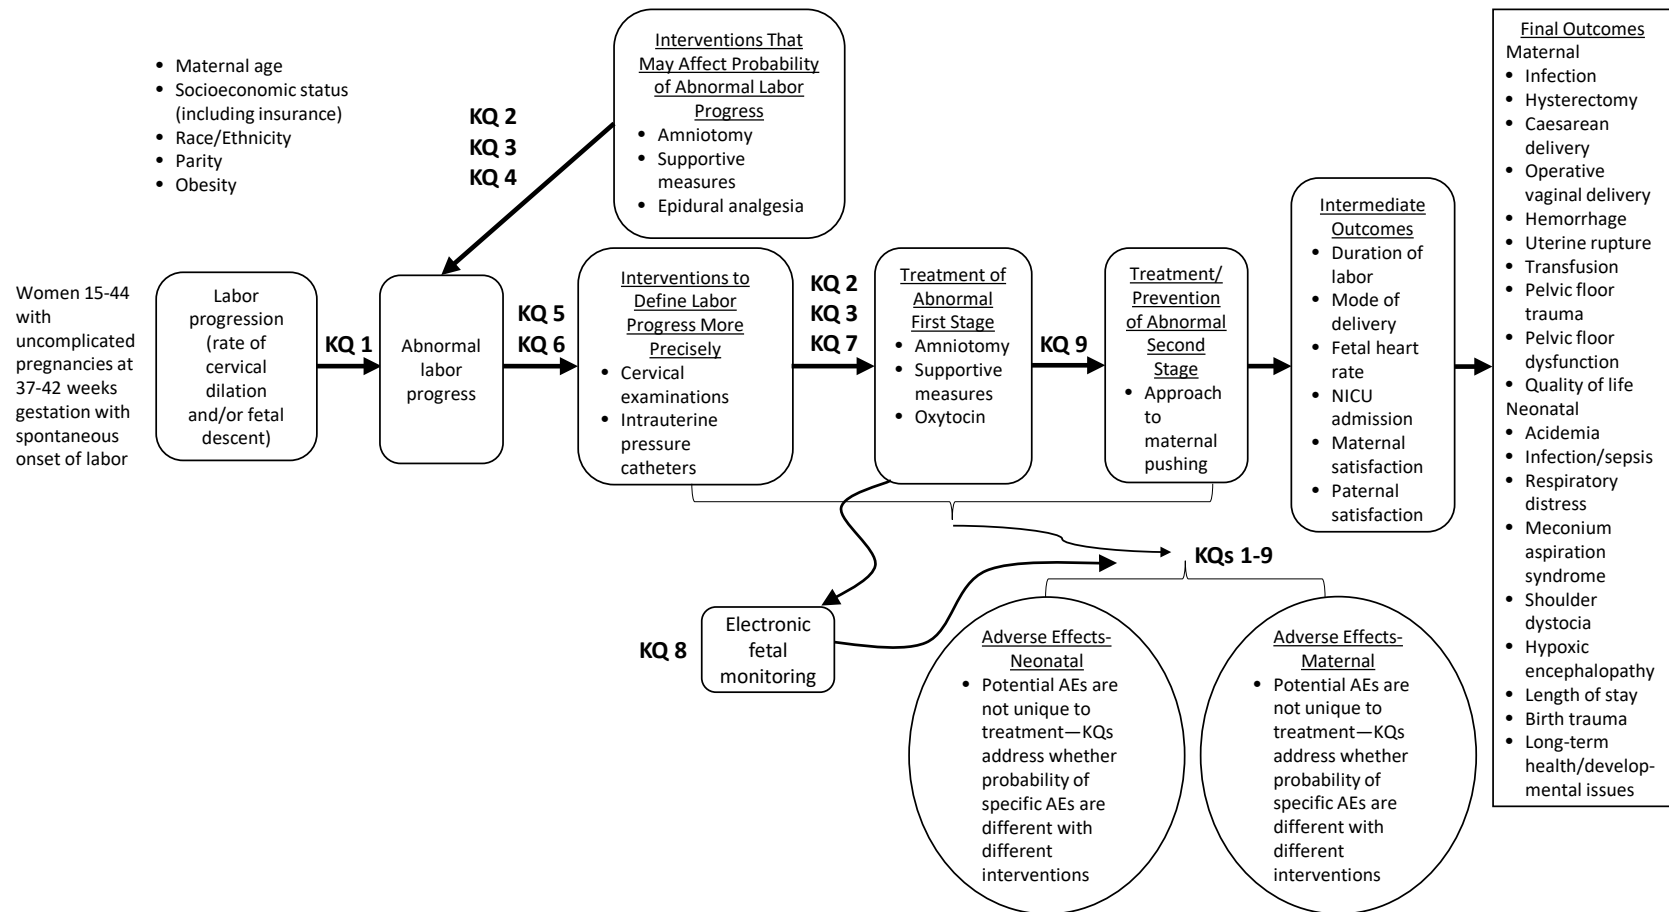 • Maternal age
• Socioeconomic status
(including insurance)
• Race/Ethnicity
• Parity
• Obesity
KQ 2
KQ 3
KQ 4
Interventions That
May Affect Probability
of Abnormal Labor
Progress
• Amniotomy
• Supportive
measures
• Epidural analgesia
Women 15-44
with
uncomplicated
pregnancies at
37-42 weeks
gestation with
spontaneous
onset of labor
Labor
progression
(rate of
cervical
dilation
and/or fetal
descent)
KQ 1
Abnormal
labor
progress
KQ 5
KQ 6
Interventions to
Define Labor
Progress More
Precisely
• Cervical
examinations
• Intrauterine
pressure
catheters
KQ 2
KQ 3
KQ 7
Treatment of
Abnormal
First Stage
• Amniotomy
• Supportive
measures
• Oxytocin
KQ 9
Treatment/
Prevention
of Abnormal
Second
Stage
• Approach
to
maternal
pushing
Intermediate
Outcomes
• Duration of
labor
• Mode of
delivery
• Fetal heart
rate
• NICU
admission
• Maternal
satisfaction
• Paternal
satisfaction
Final Outcomes
Maternal
• Infection
• Hysterectomy
• Caesarean
delivery
• Operative
vaginal delivery
• Hemorrhage
• Uterine rupture
• Transfusion
• Pelvic floor
trauma
• Pelvic floor
dysfunction
• Quality of life
Neonatal
• Acidemia
• Infection/sepsis
• Respiratory
distress
• Meconium
aspiration
syndrome
• Shoulder
dystocia
• Hypoxic
encephalopathy
• Length of stay
• Birth trauma
• Long-term
health/develop-
mental issues
KQ 8
Electronic
fetal
monitoring
KQs 1-9
Adverse Effects-
Neonatal
• Potential AEs are
not unique to
treatment—KQs
address whether
probability of
specific AEs are
different with
different
interventions
Adverse Effects-
Maternal
• Potential AEs are
not unique to
treatment—KQs
address whether
probability of
specific AEs are
different with
different
interventions